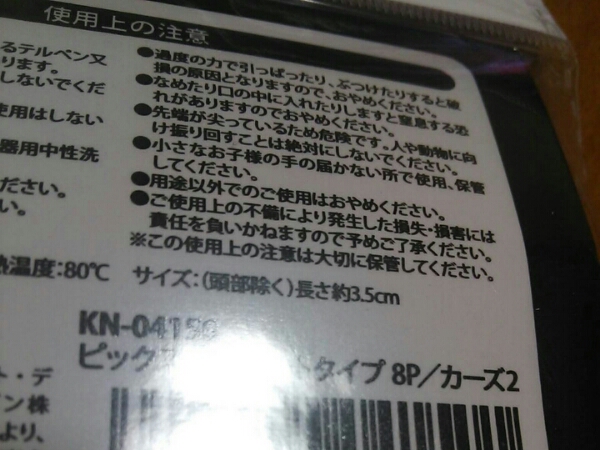 使用上の注意
るテルペン又
ります。
しないでくだ
使用はしない
器用中性洗
ださい。
い。
熱温度:80℃
●過度の力で引っぱったり、ぶつけたりすると破
損の原因となりますので、おやめください。
●なめたり口の中に入れたりしますと窒息する恐
れがありますのでおやめください。
●先端が尖っているため危険です。人や動物に向
け振り回すことは絶対にしないでください。
●小さなお子様の手の届かない所で使用、保管
してください。
●用途以外でのご使用はおやめください。
●ご使用上の不備により発生した損失・損害には
責任を負いかねますので予めご了承ください。
※この使用上の注意は大切に保管してください。
サイズ:(頭部除く)長さ約3.5cm
KN-041
ピック
タイプ 8P/カーズ2
ト・デ
ン株
より、